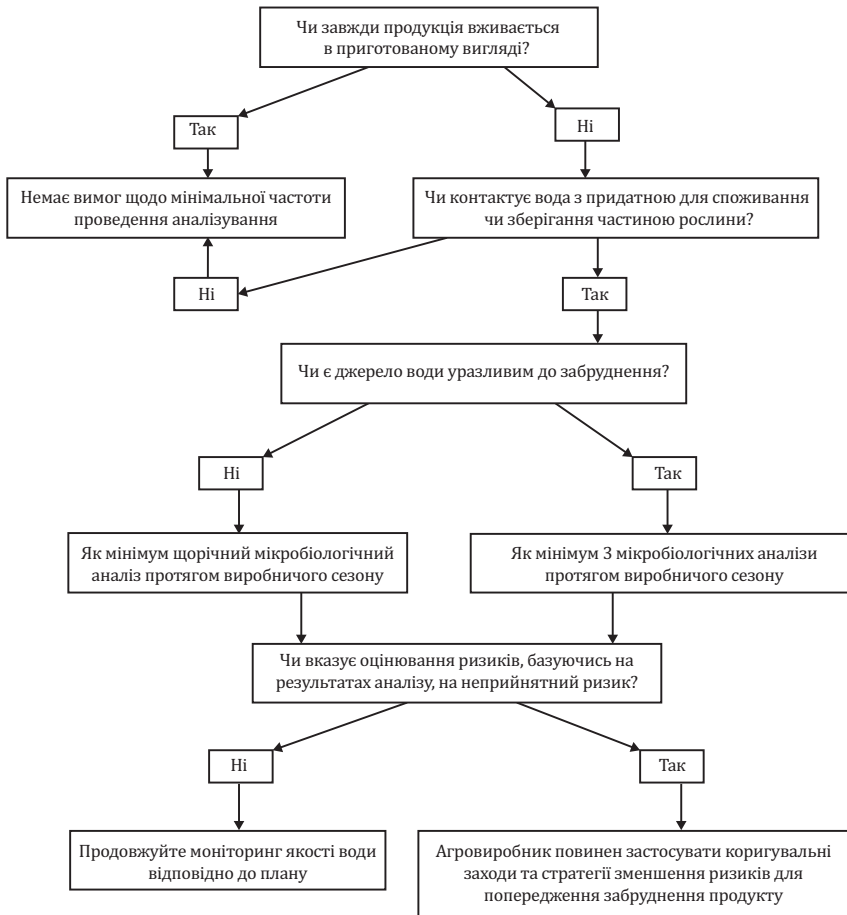 Чи завжди продукція вживається
в приготованому вигляді?
Так
Ні
Немає вимог щодо мінімальної частоти
проведення аналізування
Чи контактує вода з придатною для споживання
чи зберігання частиною рослини?
Ні
Так
Чи є джерело води уразливим до забруднення?
Ні
Так
Як мінімум щорічний мікробіологічний
аналіз протягом виробничого сезону
Як мінімум 3 мікробіологічних аналізи
протягом виробничого сезону
Чи вказує оцінювання ризиків, базуючись на
результатах аналізу, на неприйнятний ризик?
Ні
Так
Продовжуйте моніторинг якості води
відповідно до плану
Агровиробник повинен застосувати коригувальні
заходи та стратегії зменшення ризиків для
попередження забруднення продукту